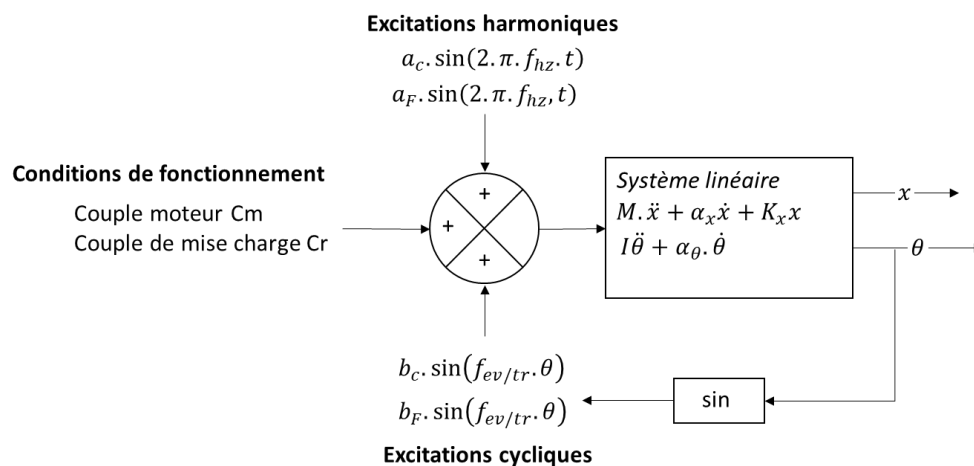 Excitations harmoniques
a_c. sin(2. π. f_hz. t)
a_F. sin(2. π. f_hz, t)
Conditions de fonctionnement
Couple moteur Cm
Couple de mise charge Cr
+
+
+
Système linéaire
M. ẍ + α_x ẋ + K_x x
I θ̈ + α_θ. θ̇
x
θ
b_c. sin(f_ev/tr. θ)
b_F. sin(f_ev/tr. θ)
sin
Excitations cycliques